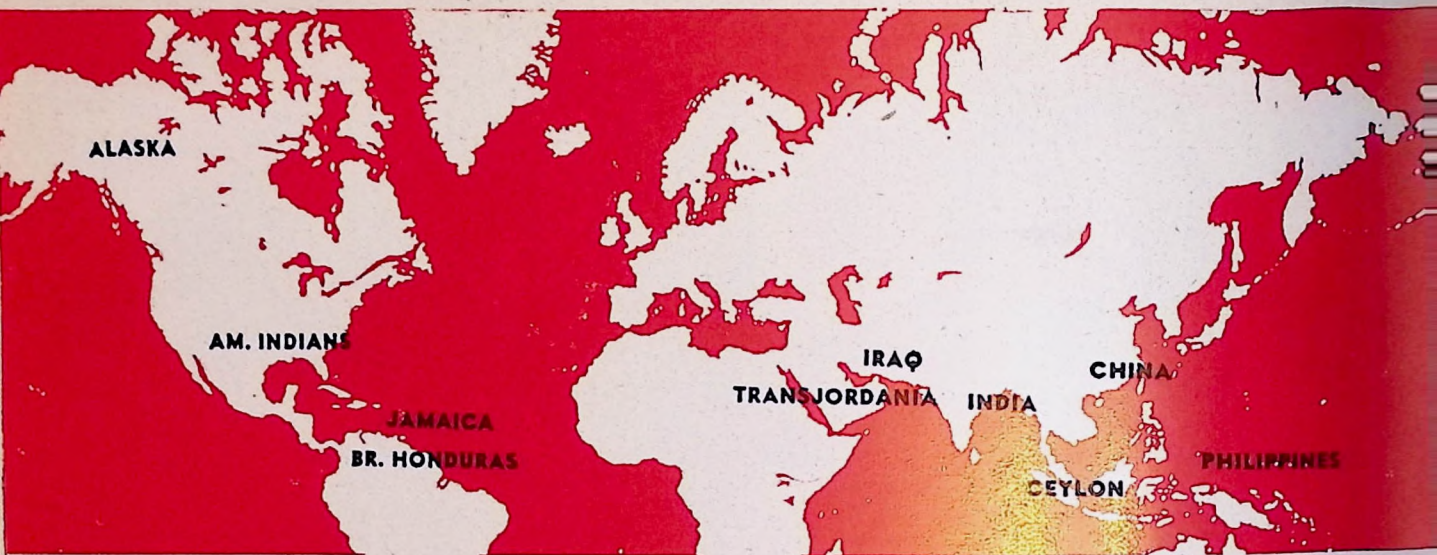 ALASKA
AM. INDIANS
JAMAICA
BR. HONDURAS
IRAQ
TRANSJORDANIA
INDIA
CHINA
PHILIPPINES
CEYLON